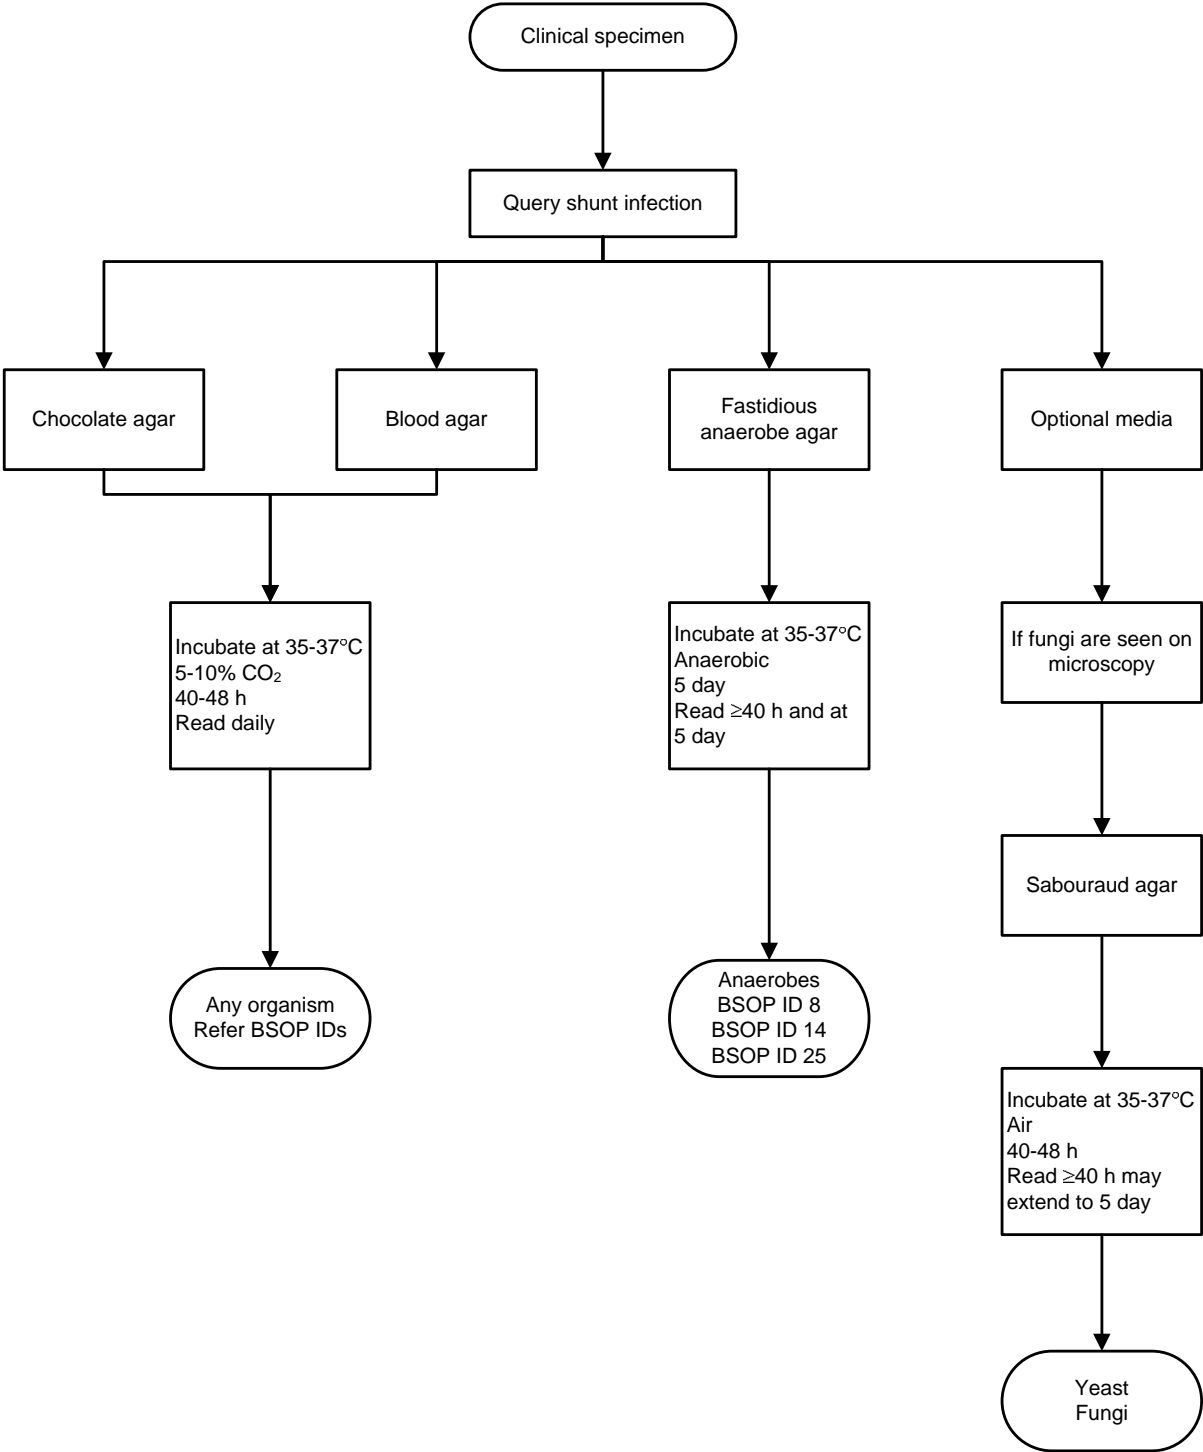 Clinical specimen
Query shunt infection
Chocolate agar
Blood agar
Fastidious
anaerobe agar
Optional media
Incubate at 35-37°C
5-10% CO₂
40-48 h
Read daily
Incubate at 35-37°C
Anaerobic
5 day
Read ≥40 h and at
5 day
If fungi are seen on
microscopy
Sabouraud agar
Any organism
Refer BSOP IDs
Anaerobes
BSOP ID 8
BSOP ID 14
BSOP ID 25
Incubate at 35-37°C
Air
40-48 h
Read ≥40 h may
extend to 5 day
Yeast
Fungi